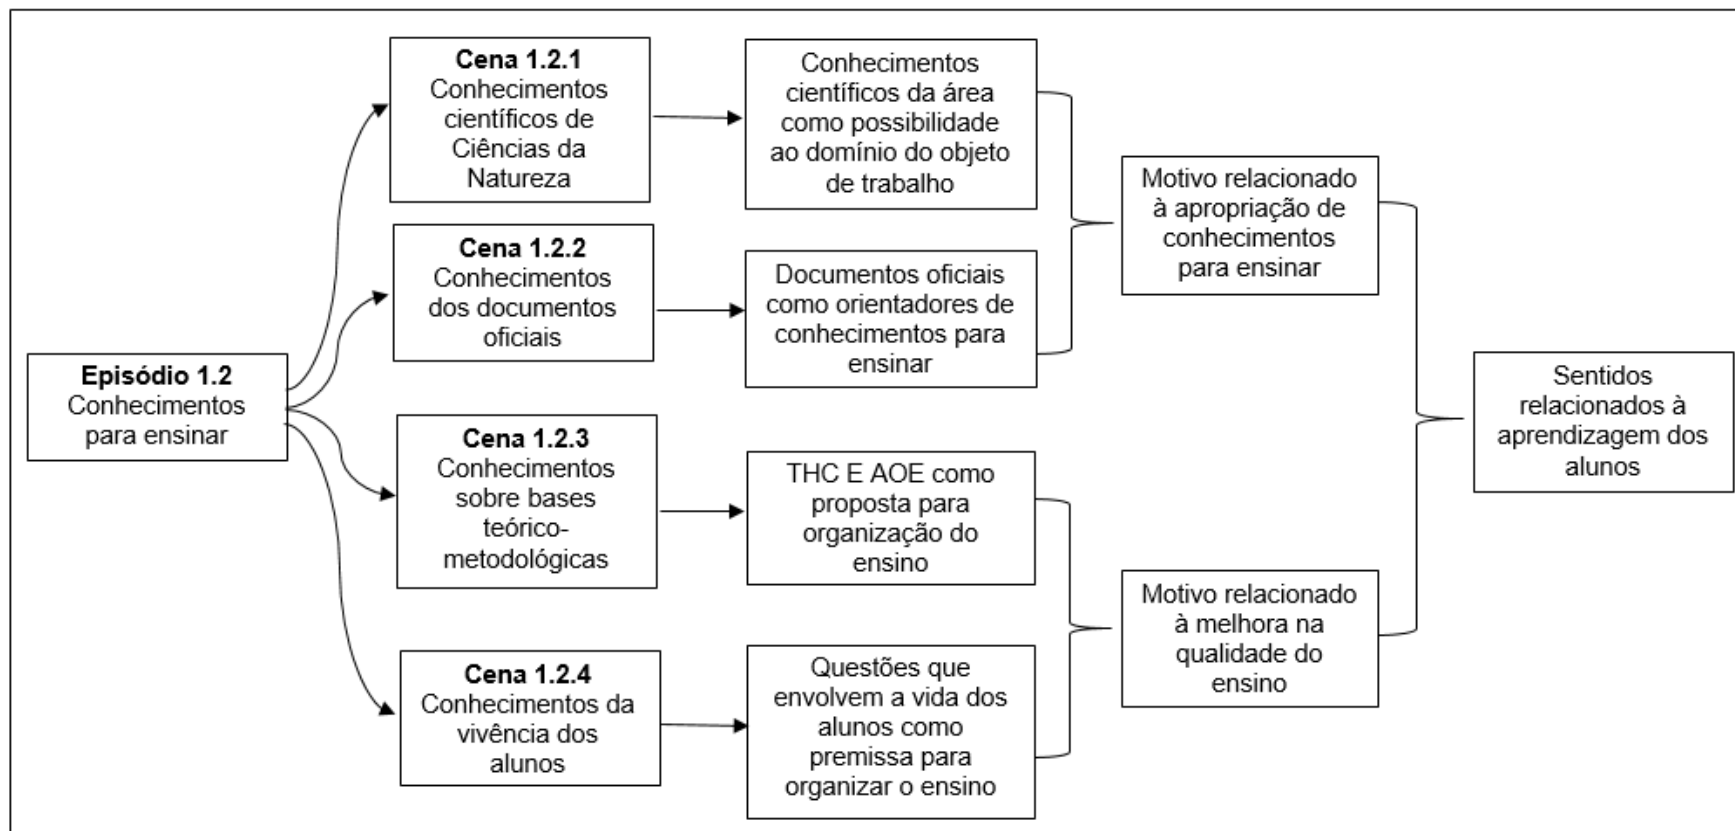 Episódio 1.2
Conhecimentos
para ensinar
Cena 1.2.1
Conhecimentos
científicos de
Ciências da
Natureza
Cena 1.2.2
Conhecimentos
dos documentos
oficiais
Cena 1.2.3
Conhecimentos
sobre bases
teórico-
metodológicas
Cena 1.2.4
Conhecimentos da
vivência dos
alunos
Conhecimentos
científicos da área
como possibilidade
ao domínio do objeto
de trabalho
Documentos oficiais
como orientadores de
conhecimentos para
ensinar
THC E AOE como
proposta para
organização do
ensino
Questões que
envolvem a vida dos
alunos como
premissa para
organizar o ensino
Motivo relacionado
à apropriação de
conhecimentos
para ensinar
Motivo relacionado
à melhora na
qualidade do
ensino
Sentidos
relacionados à
aprendizagem dos
alunos